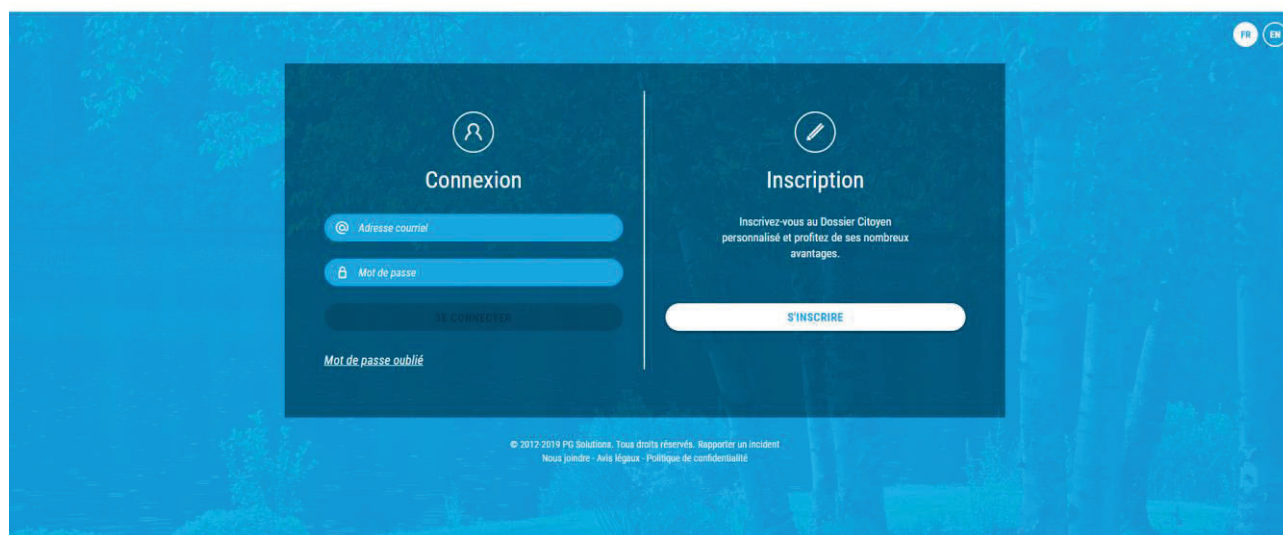 FR EN
Connexion
Adresse courriel
Mot de passe
SE CONNECTER
Mot de passe oublié
Inscription
Inscrivez-vous au Dossier Citoyen
personnalisé et profitez de ses nombreux
avantages.
S'INSCRIRE
© 2012-2019 PG Solutions. Tous droits réservés. Rapporter un incident
Nous joindre - Avis légaux - Politique de confidentialité